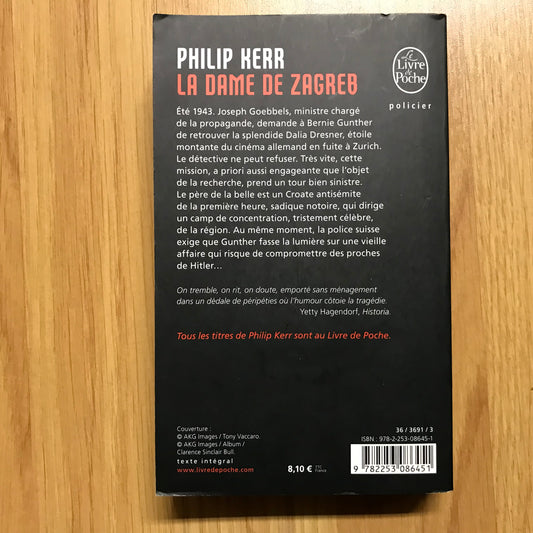 PHILIP KERR
LA DAME DE ZAGREB
Le
Livre
de
Poche
policier
Été 1943. Joseph Goebbels, ministre chargé
de la propagande, demande à Bernie Gunther
de retrouver la splendide Dalia Dresner, étoile
montante du cinéma allemand en fuite à Zurich.
Le détective ne peut refuser. Très vite, cette
mission, a priori aussi engageante que l'objet
de la recherche, prend un tour bien sinistre.
Le père de la belle est un Croate antisémite
de la première heure, sadique notoire, qui dirige
un camp de concentration, tristement célèbre,
de la région. Au même moment, la police suisse
exige que Gunther fasse la lumière sur une vieille
affaire qui risque de compromettre des proches
de Hitler…
On tremble, on rit, on doute, emporté sans ménagement
dans un dédale de péripéties où l'humour côtoie la tragédie.
Yetty Hagendorf, Historia.
Tous les titres de Philip Kerr sont au Livre de Poche.
Couverture :
© AKG Images / Tony Vaccaro.
© AKG Images / Album /
Clarence Sinclair Bull.
texte intégral
www.livredepoche.com
8,10 € TTC
France
36 / 3691 / 3
ISBN : 978-2-253-08645-1
9 782253 086451